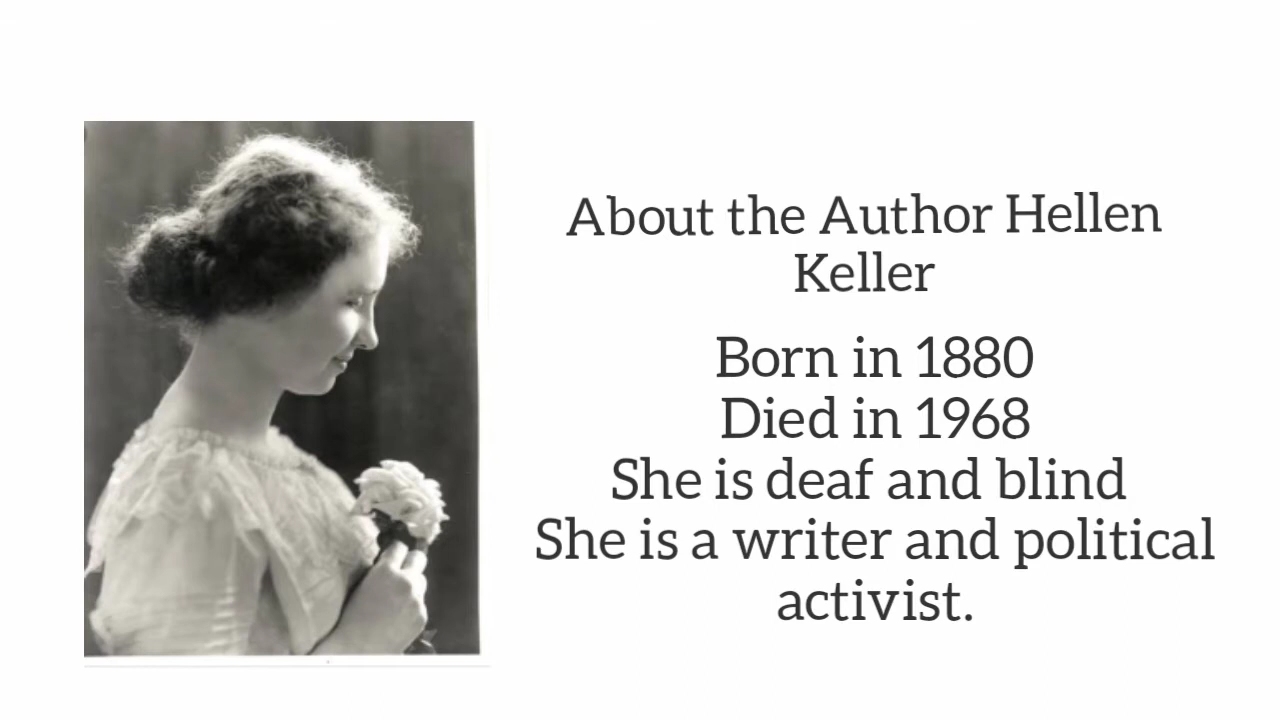 About the Author Hellen
Keller
Born in 1880
Died in 1968
She is deaf and blind
She is a writer and political
activist.